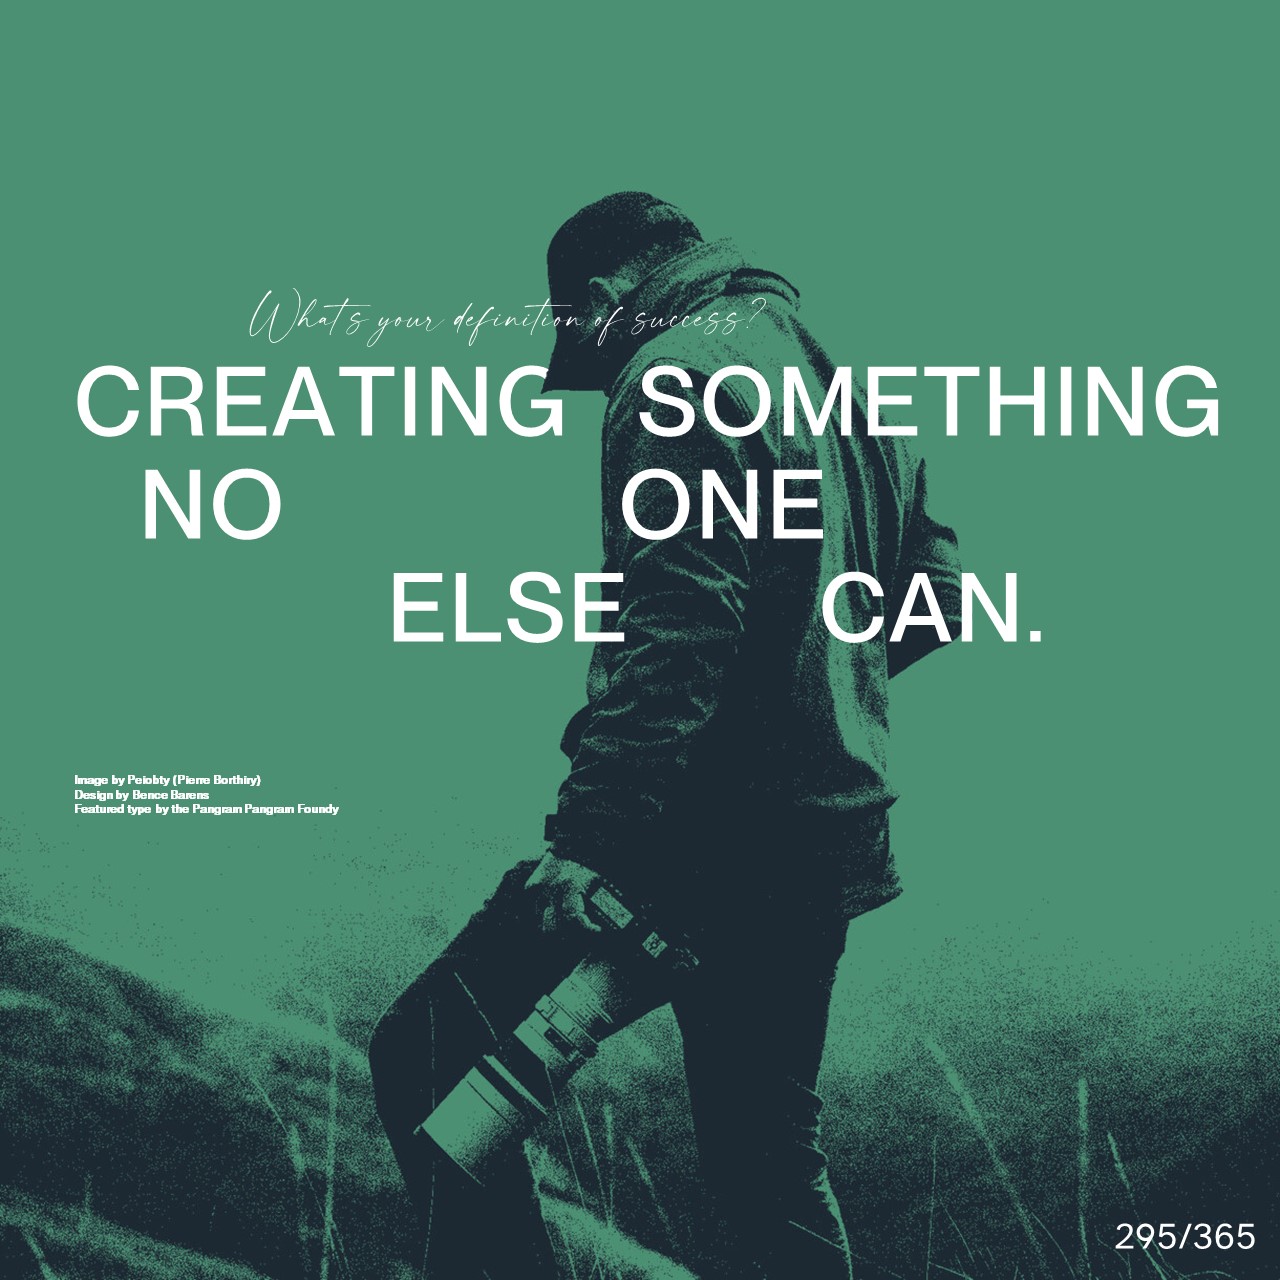 What's your definition of success?
CREATING SOMETHING
NO ONE
ELSE CAN.
Image by Peiobty (Pierre Borthiry)
Design by Bence Barens
Featured type by the Pangram Pangram Foundy
295/365